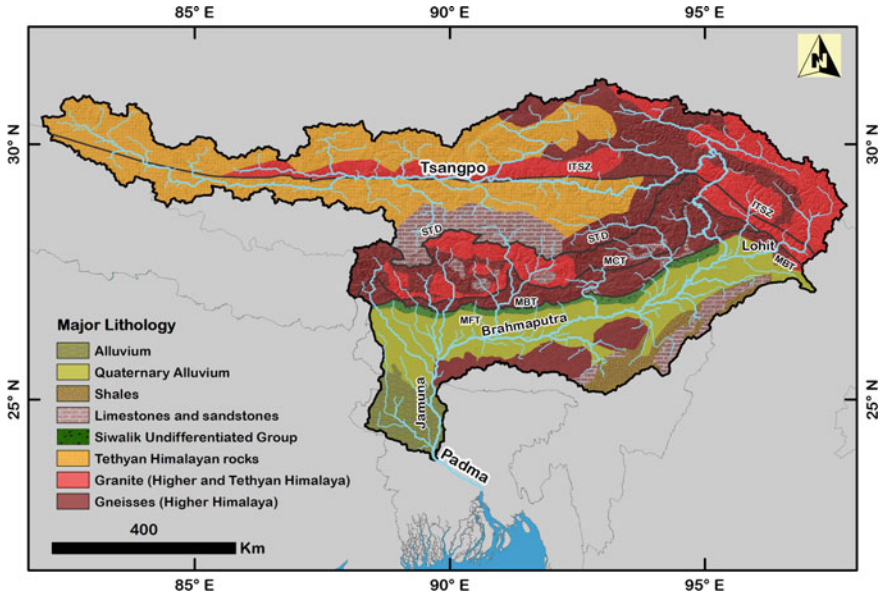 85° E 90° E 95° E
N
30° N 30° N
Tsangpo ITSZ
ITSZ
STD STD
Lohit
MCT
MBT
MBT
MFT Brahmaputra
Major Lithology
Alluvium
Quaternary Alluvium
Shales
25° N 25° N
Limestones and sandstones
Jamuna
Siwalik Undifferentiated Group
Tethyan Himalayan rocks
Padma
Granite (Higher and Tethyan Himalaya)
Gneisses (Higher Himalaya)
400
Km
85° E 90° E 95° E